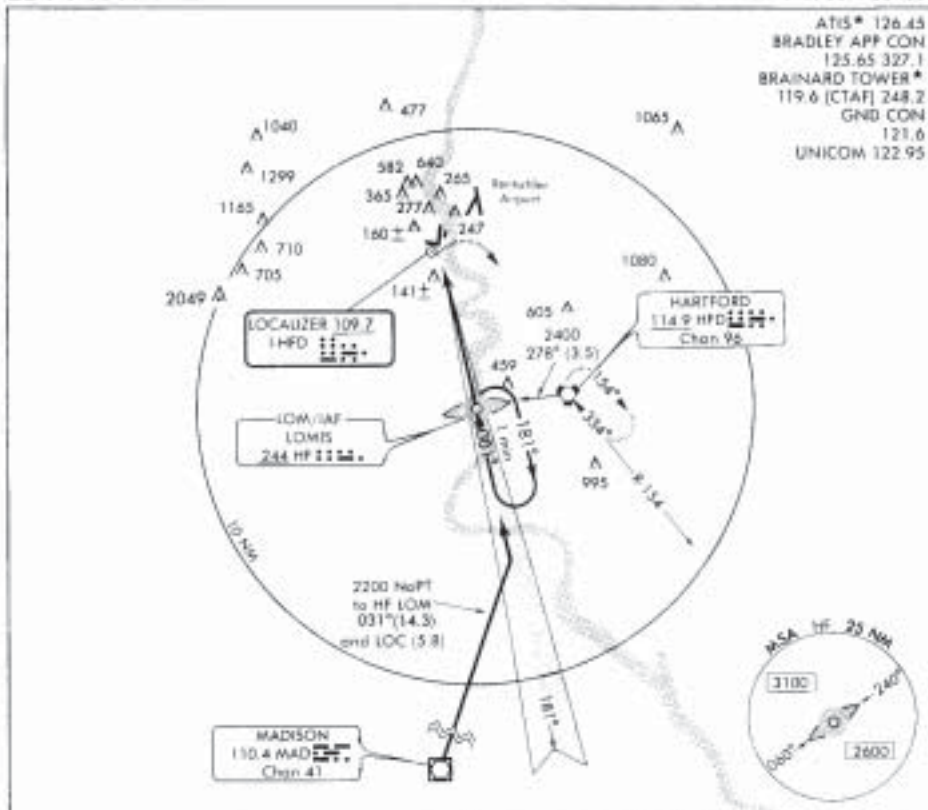 ATIS* 126.45
BRADLEY APP CON
125.65 327.1
BRAINARD TOWER*
119.6 (CTAF) 248.2
GND CON
121.6
UNICOM 122.95
477
1040
1065
1299
582
640
365
265
Rentschler
Airport
277
1165
160±
247
710
705
1080
2049
141±
605
HARTFORD
114.9 HFD
Chan 96
LOCALIZER 109.7
I-HFD
2400
278° (3.5)
459
154°
334°
LOM/IAF
LOMIS
244 HF
001°
1 min
181°
995
R 154
10 NM
2200 NoPT
to HF LOM
031° (14.3)
and LOC (5.8)
181°
MADISON
110.4 MAD
Chan 41
MSA HF 25 NM
3100
240°
060°
2600